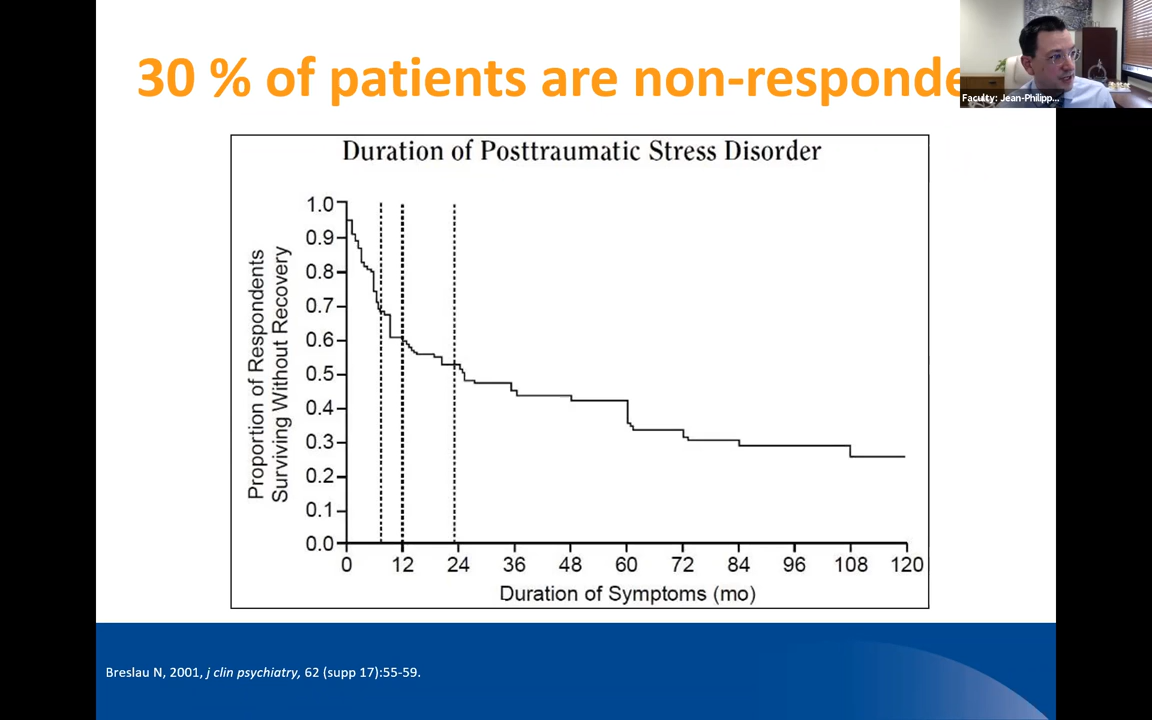 30 % of patients are non-responde
Faculty: Jean-Philipp...
Duration of Posttraumatic Stress Disorder
Proportion of Respondents
Surviving Without Recovery
1.0
0.9
0.8
0.7
0.6
0.5
0.4
0.3
0.2
0.1
0.0
0 12 24 36 48 60 72 84 96 108 120
Duration of Symptoms (mo)
Breslau N, 2001, j clin psychiatry, 62 (supp 17):55-59.